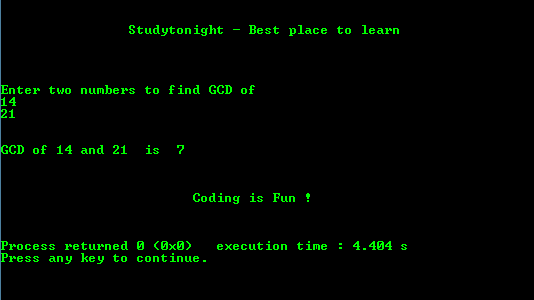 Studytonight - Best place to learn
Enter two numbers to find GCD of
14
21
GCD of 14 and 21  is  7
Coding is Fun !
Process returned 0 (0x0)   execution time : 4.404 s
Press any key to continue.